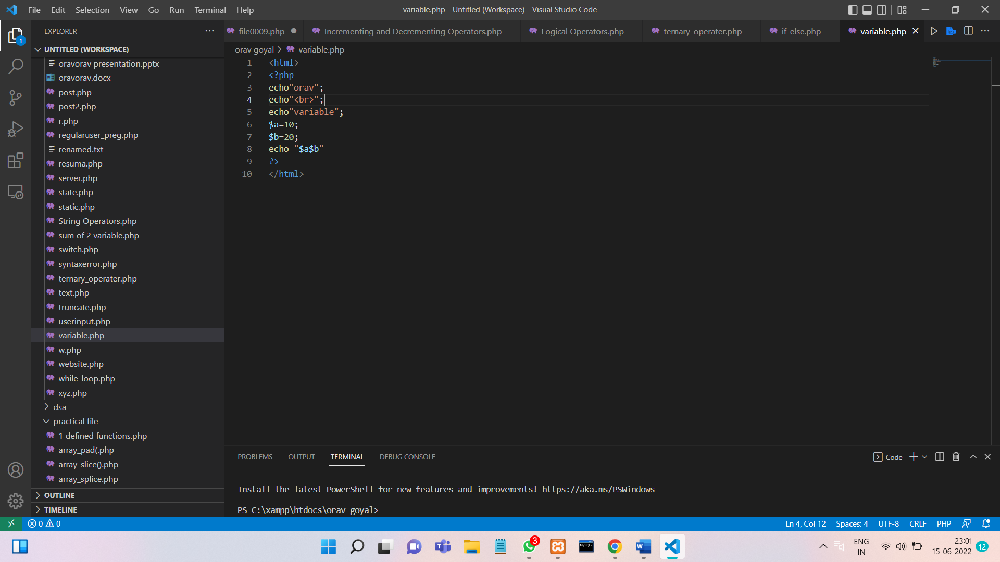 File Edit Selection View Go Run Terminal Help
variable.php - Untitled (Workspace) - Visual Studio Code
EXPLORER
file0009.php
Incrementing and Decrementing Operators.php
Logical Operators.php
ternary_operater.php
if_else.php
variable.php
1
UNTITLED (WORKSPACE)
oravorav presentation.pptx
oravorav.docx
post.php
post2.php
r.php
regularuser_preg.php
renamed.txt
resuma.php
server.php
state.php
static.php
String Operators.php
sum of 2 variable.php
switch.php
syntaxerror.php
ternary_operater.php
text.php
truncate.php
userinput.php
variable.php
w.php
website.php
while_loop.php
xyz.php
dsa
practical file
1 defined functions.php
array_pad(.php
array_slice().php
array_splice.php
OUTLINE
TIMELINE
orav goyal > variable.php
1 <html>
2 <?php
3 echo"orav";
4 echo"<br>";
5 echo"variable";
6 $a=10;
7 $b=20;
8 echo "$a$b"
9 ?>
10 </html>
PROBLEMS OUTPUT TERMINAL DEBUG CONSOLE
Code
Install the latest PowerShell for new features and improvements! https://aka.ms/PSWindows
PS C:\xampp\htdocs\orav goyal>
0 0
Ln 4, Col 12 Spaces: 4 UTF-8 CRLF PHP
3
MySQL
ENG
IN
23:01
15-06-2022
12